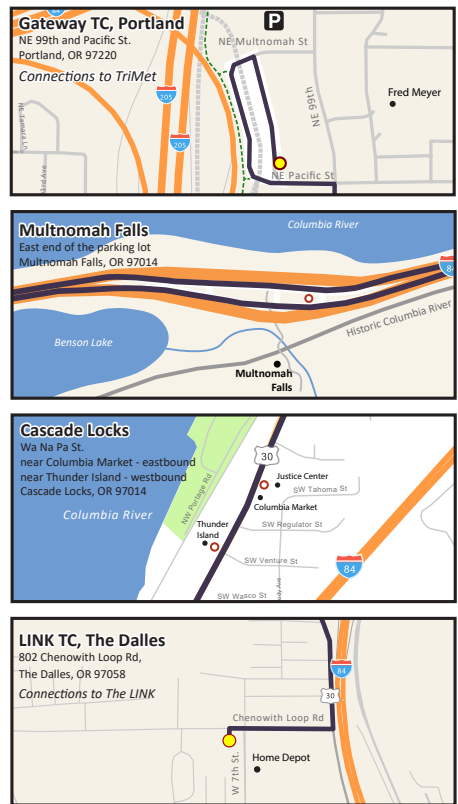 Gateway TC, Portland
NE 99th and Pacific St.
Portland, OR 97220
Connections to TriMet
P
NE Multnomah St
205
205
NE 99th
Fred Meyer
NE Tamara Ln
NE Pacific St
Multnomah Falls
East end of the parking lot
Multnomah Falls, OR 97014
Columbia River
84
Benson Lake
Historic Columbia River
Multnomah
Falls
Cascade Locks
Wa Na Pa St.
near Columbia Market - eastbound
near Thunder Island - westbound
Cascade Locks, OR 97014
Columbia River
30
NW Portage Rd
Justice Center
SW Tahoma St
Columbia Market
Thunder
Island
SW Regulator St
SW Venture St
84
SW Wasco St
LINK TC, The Dalles
802 Chenowith Loop Rd,
The Dalles, OR 97058
Connections to The LINK
84
30
Chenowith Loop Rd
W 7th St.
Home Depot